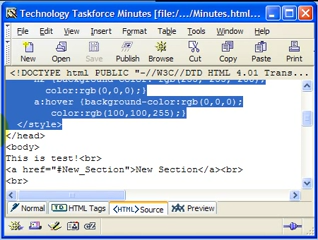 Technology Taskforce Minutes [file:/.../Minutes.html...
File Edit View Insert Format Table Tools Window Help
New Open Save Publish Browse Cut Copy Paste Print
<!DOCTYPE html PUBLIC "-//W3C//DTD HTML 4.01 Trans...
color:rgb(0,0,0);}
a:hover {background-color:rgb(0,0,0);
color:rgb(100,100,255);}
</style>
</head>
<body>
This is test!<br>
<a href="#New_Section">New Section</a><br>
<br>
Normal HTML Tags <HTML> Source Preview